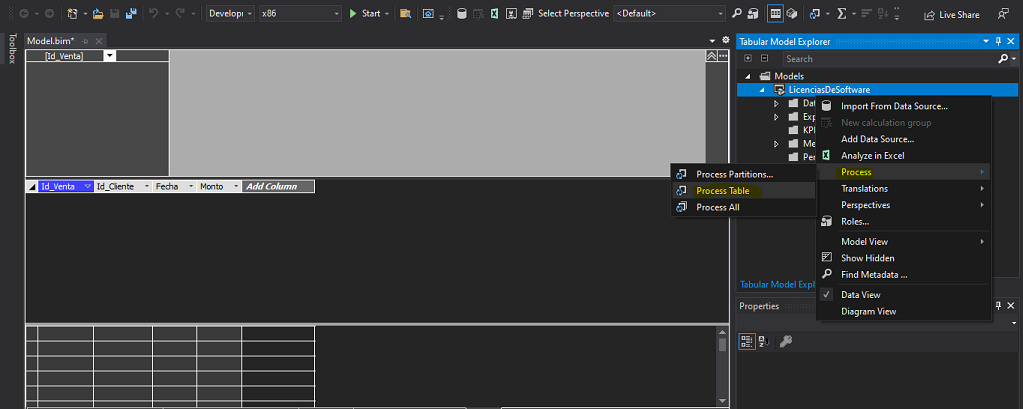 Developı
x86
Start
Select Perspective
<Default>
Live Share
Toolbox
Model.bim*
[Id_Venta]
Id_Venta
Id_Cliente
Fecha
Monto
Add Column
Tabular Model Explorer
Search
Models
LicenciasDeSoftware
Dat
Exp
KPI
Me
Per
Import From Data Source...
New calculation group
Add Data Source...
Analyze in Excel
Process
Translations
Perspectives
Roles...
Model View
Show Hidden
Find Metadata ...
Data View
Diagram View
Process Partitions...
Process Table
Process All
Tabular Model Expl
Properties